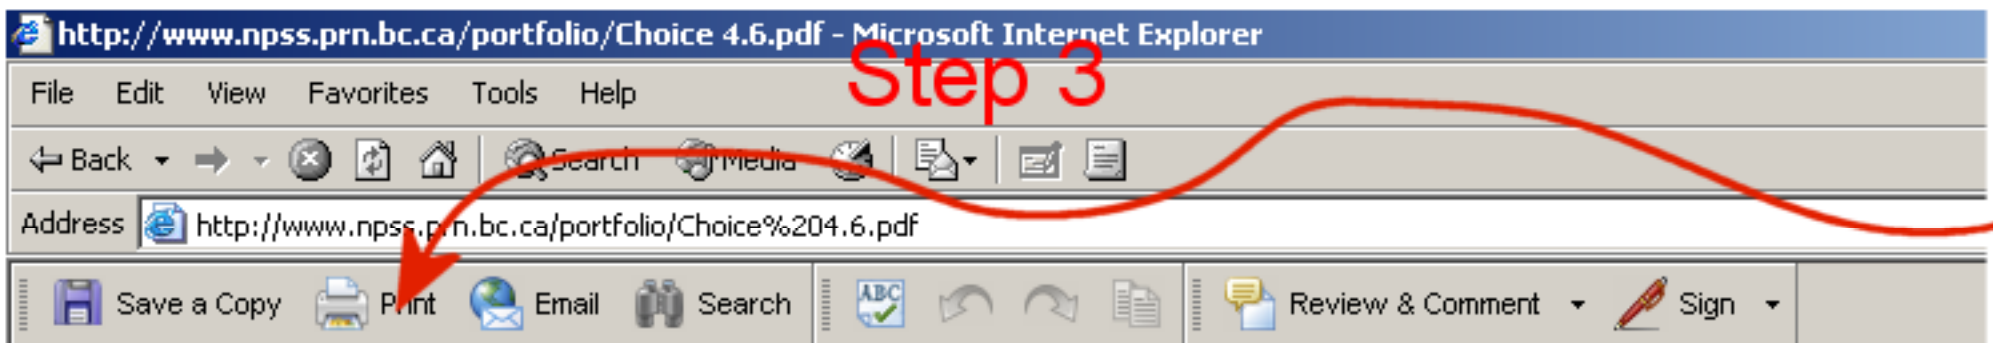 http://www.npss.prn.bc.ca/portfolio/Choice 4.6.pdf - Microsoft Internet Explorer
Step 3
File Edit View Favorites Tools Help
Back Search Media
Address http://www.npss.prn.bc.ca/portfolio/Choice%204.6.pdf
Save a Copy Print Email Search ABC Review & Comment Sign